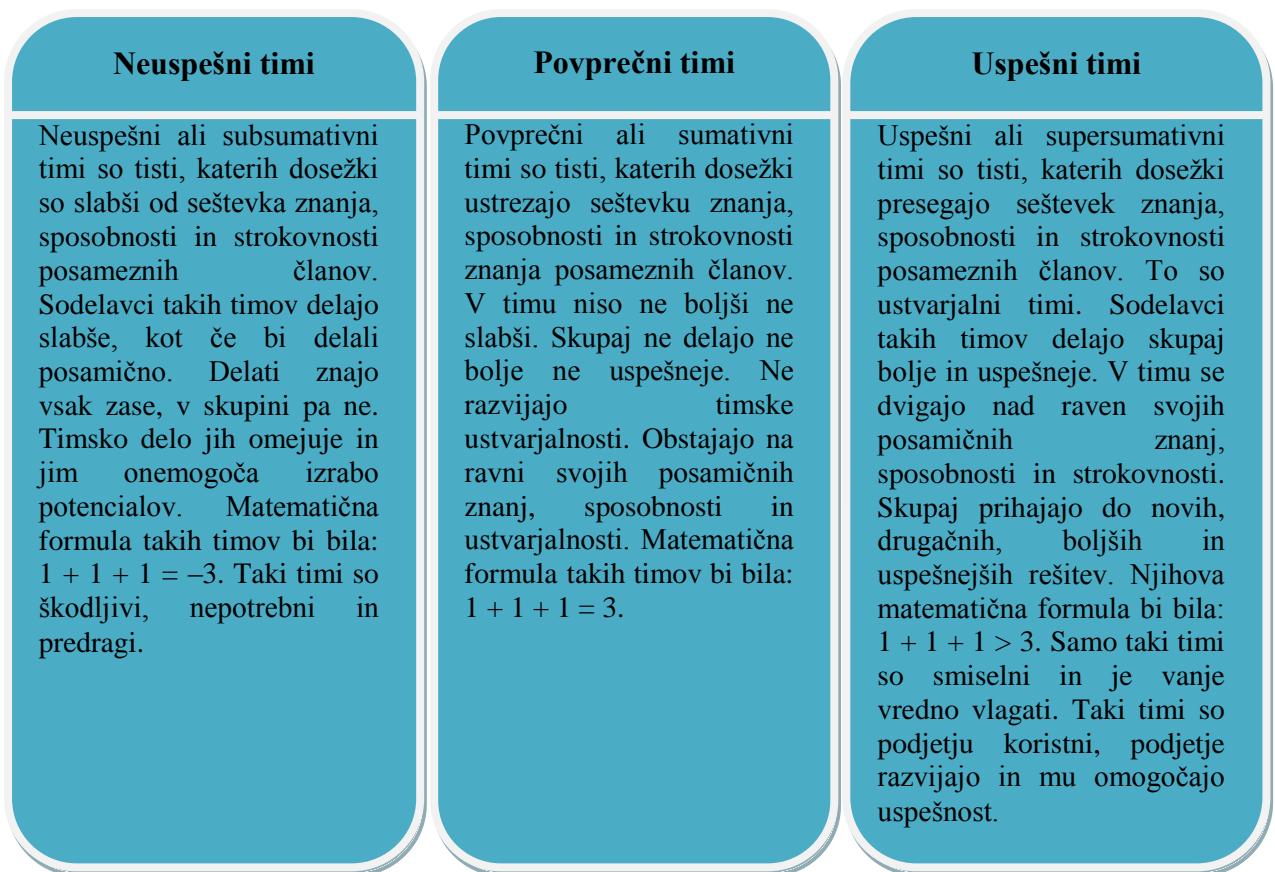 Neuspešni timi
Neuspešni ali subsumativni
timi so tisti, katerih dosežki
so slabši od seštevka znanja,
sposobnosti in strokovnosti
posameznih članov.
Sodelavci takih timov delajo
slabše, kot če bi delali
posamično. Delati znajo
vsak zase, v skupini pa ne.
Timsko delo jih omejuje in
jim onemogoča izrabo
potencialov. Matematična
formula takih timov bi bila:
1 + 1 + 1 = –3. Taki timi so
škodljivi, nepotrebni in
predragi.
Povprečni timi
Povprečni ali sumativni
timi so tisti, katerih dosežki
ustrezajo seštevku znanja,
sposobnosti in strokovnosti
znanja posameznih članov.
V timu niso ne boljši ne
slabši. Skupaj ne delajo ne
bolje ne uspešneje. Ne
razvijajo timske
ustvarjalnosti. Obstajajo na
ravni svojih posamičnih
znanj, sposobnosti in
ustvarjalnosti. Matematična
formula takih timov bi bila:
1 + 1 + 1 = 3.
Uspešni timi
Uspešni ali supersumativni
timi so tisti, katerih dosežki
presegajo seštevek znanja,
sposobnosti in strokovnosti
posameznih članov. To so
ustvarjalni timi. Sodelavci
takih timov delajo skupaj
bolje in uspešneje. V timu se
dvigajo nad raven svojih
posamičnih znanj,
sposobnosti in strokovnosti.
Skupaj prihajajo do novih,
drugačnih, boljših in
uspešnejših rešitev. Njihova
matematična formula bi bila:
1 + 1 + 1 > 3. Samo taki timi
so smiselni in je vanje
vredno vlagati. Taki timi so
podjetju koristni, podjetje
razvijajo in mu omogočajo
uspešnost.